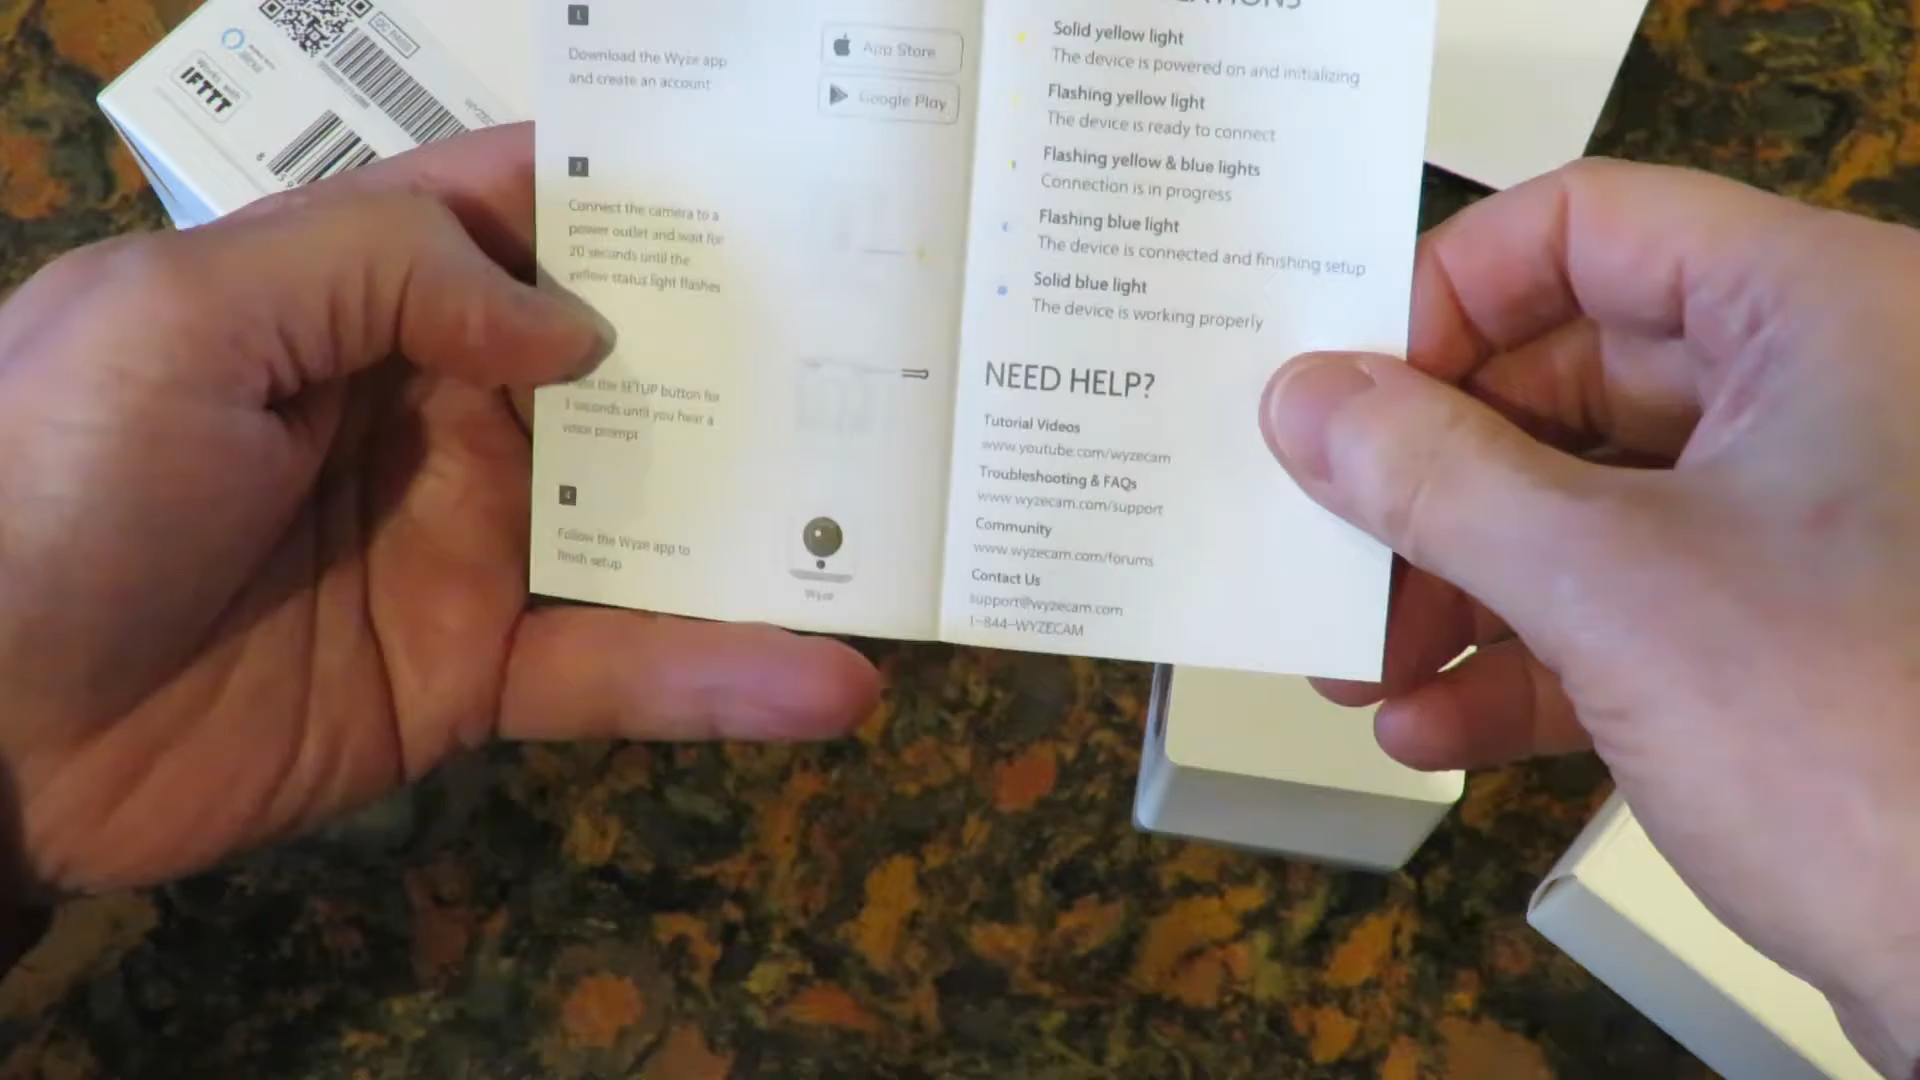 QC PASS
Works with
IFTTT
WYZEC
1
Download the Wyze app
and create an account
App Store
Google Play
2
Connect the camera to a
power outlet and wait for
20 seconds until the
yellow status light flashes
the SETUP button for
seconds until you hear a
voice prompt
4
Follow the Wyze app to
finish setup
Wyze
Solid yellow light
The device is powered on and initializing
Flashing yellow light
The device is ready to connect
Flashing yellow & blue lights
Connection is in progress
Flashing blue light
The device is connected and finishing setup
Solid blue light
The device is working properly
NEED HELP?
Tutorial Videos
www.youtube.com/wyzecam
Troubleshooting & FAQs
www.wyzecam.com/support
Community
www.wyzecam.com/forums
Contact Us
support@wyzecam.com
1-844-WYZECAM